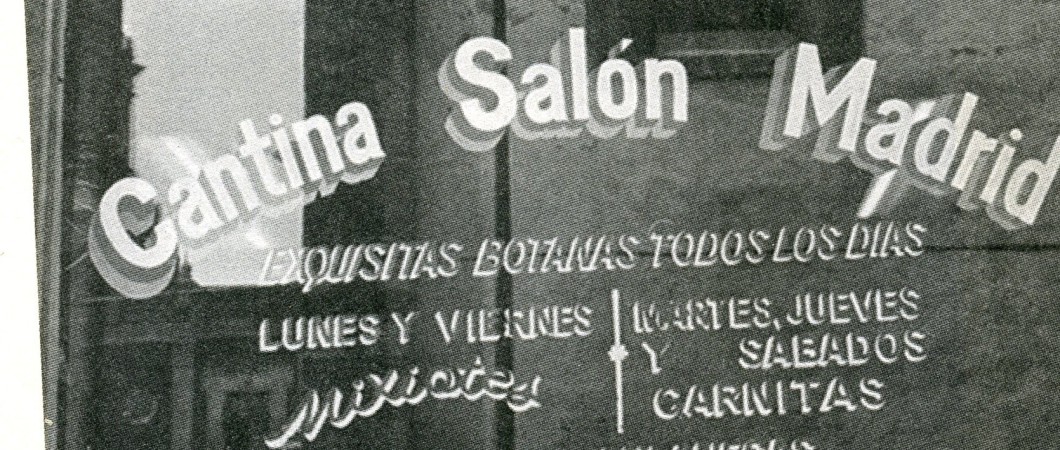 Cantina Salón Madrid
EXQUISITAS BOTANAS TODOS LOS DIAS
LUNES Y VIERNES
Mixiotes
MARTES, JUEVES
Y SABADOS
CARNITAS